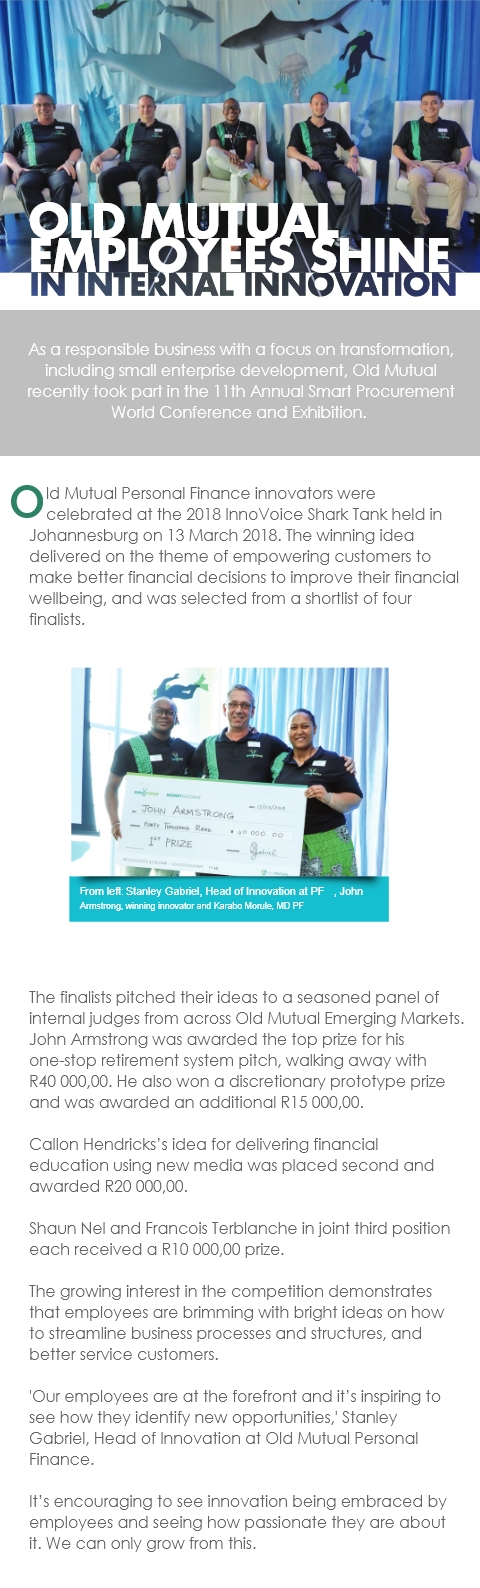 OLD MUTUAL
EMPLOYEES SHINE
IN INTERNAL INNOVATION
As a responsible business with a focus on transformation,
including small enterprise development, Old Mutual
recently took part in the 11th Annual Smart Procurement
World Conference and Exhibition.
Old Mutual Personal Finance innovators were
celebrated at the 2018 InnoVoice Shark Tank held in
Johannesburg on 13 March 2018. The winning idea
delivered on the theme of empowering customers to
make better financial decisions to improve their financial
wellbeing, and was selected from a shortlist of four
finalists.
JOHN ARMSTRONG
FORTY THOUSAND RAND
40 000 00
1ST PRIZE
From left: Stanley Gabriel, Head of Innovation at PF , John
Armstrong, winning innovator and Karabo Morule, MD PF
The finalists pitched their ideas to a seasoned panel of
internal judges from across Old Mutual Emerging Markets.
John Armstrong was awarded the top prize for his
one-stop retirement system pitch, walking away with
R40 000,00. He also won a discretionary prototype prize
and was awarded an additional R15 000,00.
Callon Hendricks’s idea for delivering financial
education using new media was placed second and
awarded R20 000,00.
Shaun Nel and Francois Terblanche in joint third position
each received a R10 000,00 prize.
The growing interest in the competition demonstrates
that employees are brimming with bright ideas on how
to streamline business processes and structures, and
better service customers.
'Our employees are at the forefront and it’s inspiring to
see how they identify new opportunities,' Stanley
Gabriel, Head of Innovation at Old Mutual Personal
Finance.
It’s encouraging to see innovation being embraced by
employees and seeing how passionate they are about
it. We can only grow from this.